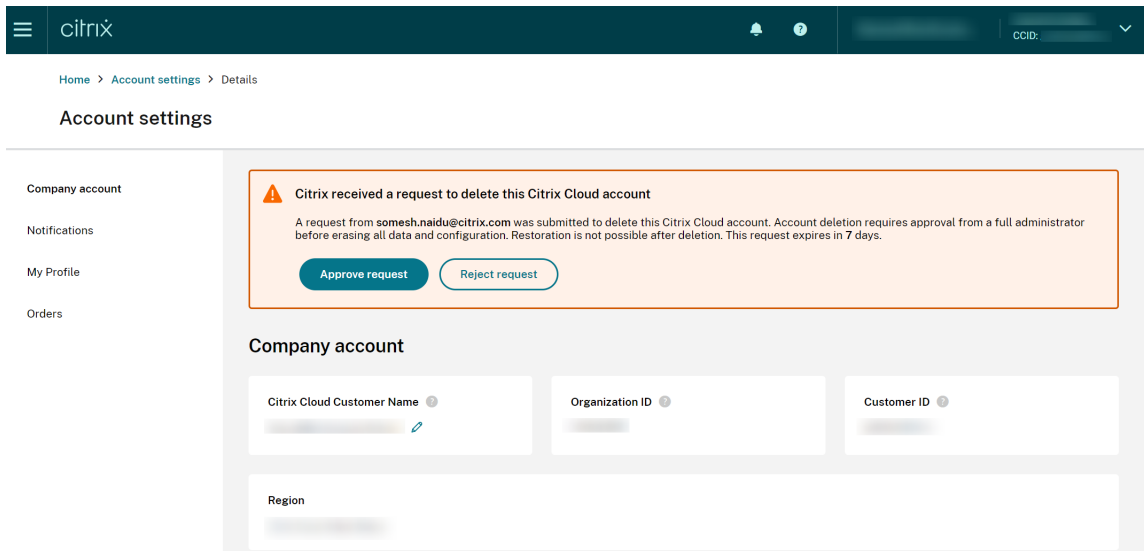 citrix
CCID:
Home > Account settings > Details
Account settings
Company account
Notifications
My Profile
Orders
Citrix received a request to delete this Citrix Cloud account
A request from somesh.naidu@citrix.com was submitted to delete this Citrix Cloud account. Account deletion requires approval from a full administrator
before erasing all data and configuration. Restoration is not possible after deletion. This request expires in 7 days.
Approve request Reject request
Company account
Citrix Cloud Customer Name ?
Organization ID ?
Customer ID ?
Region